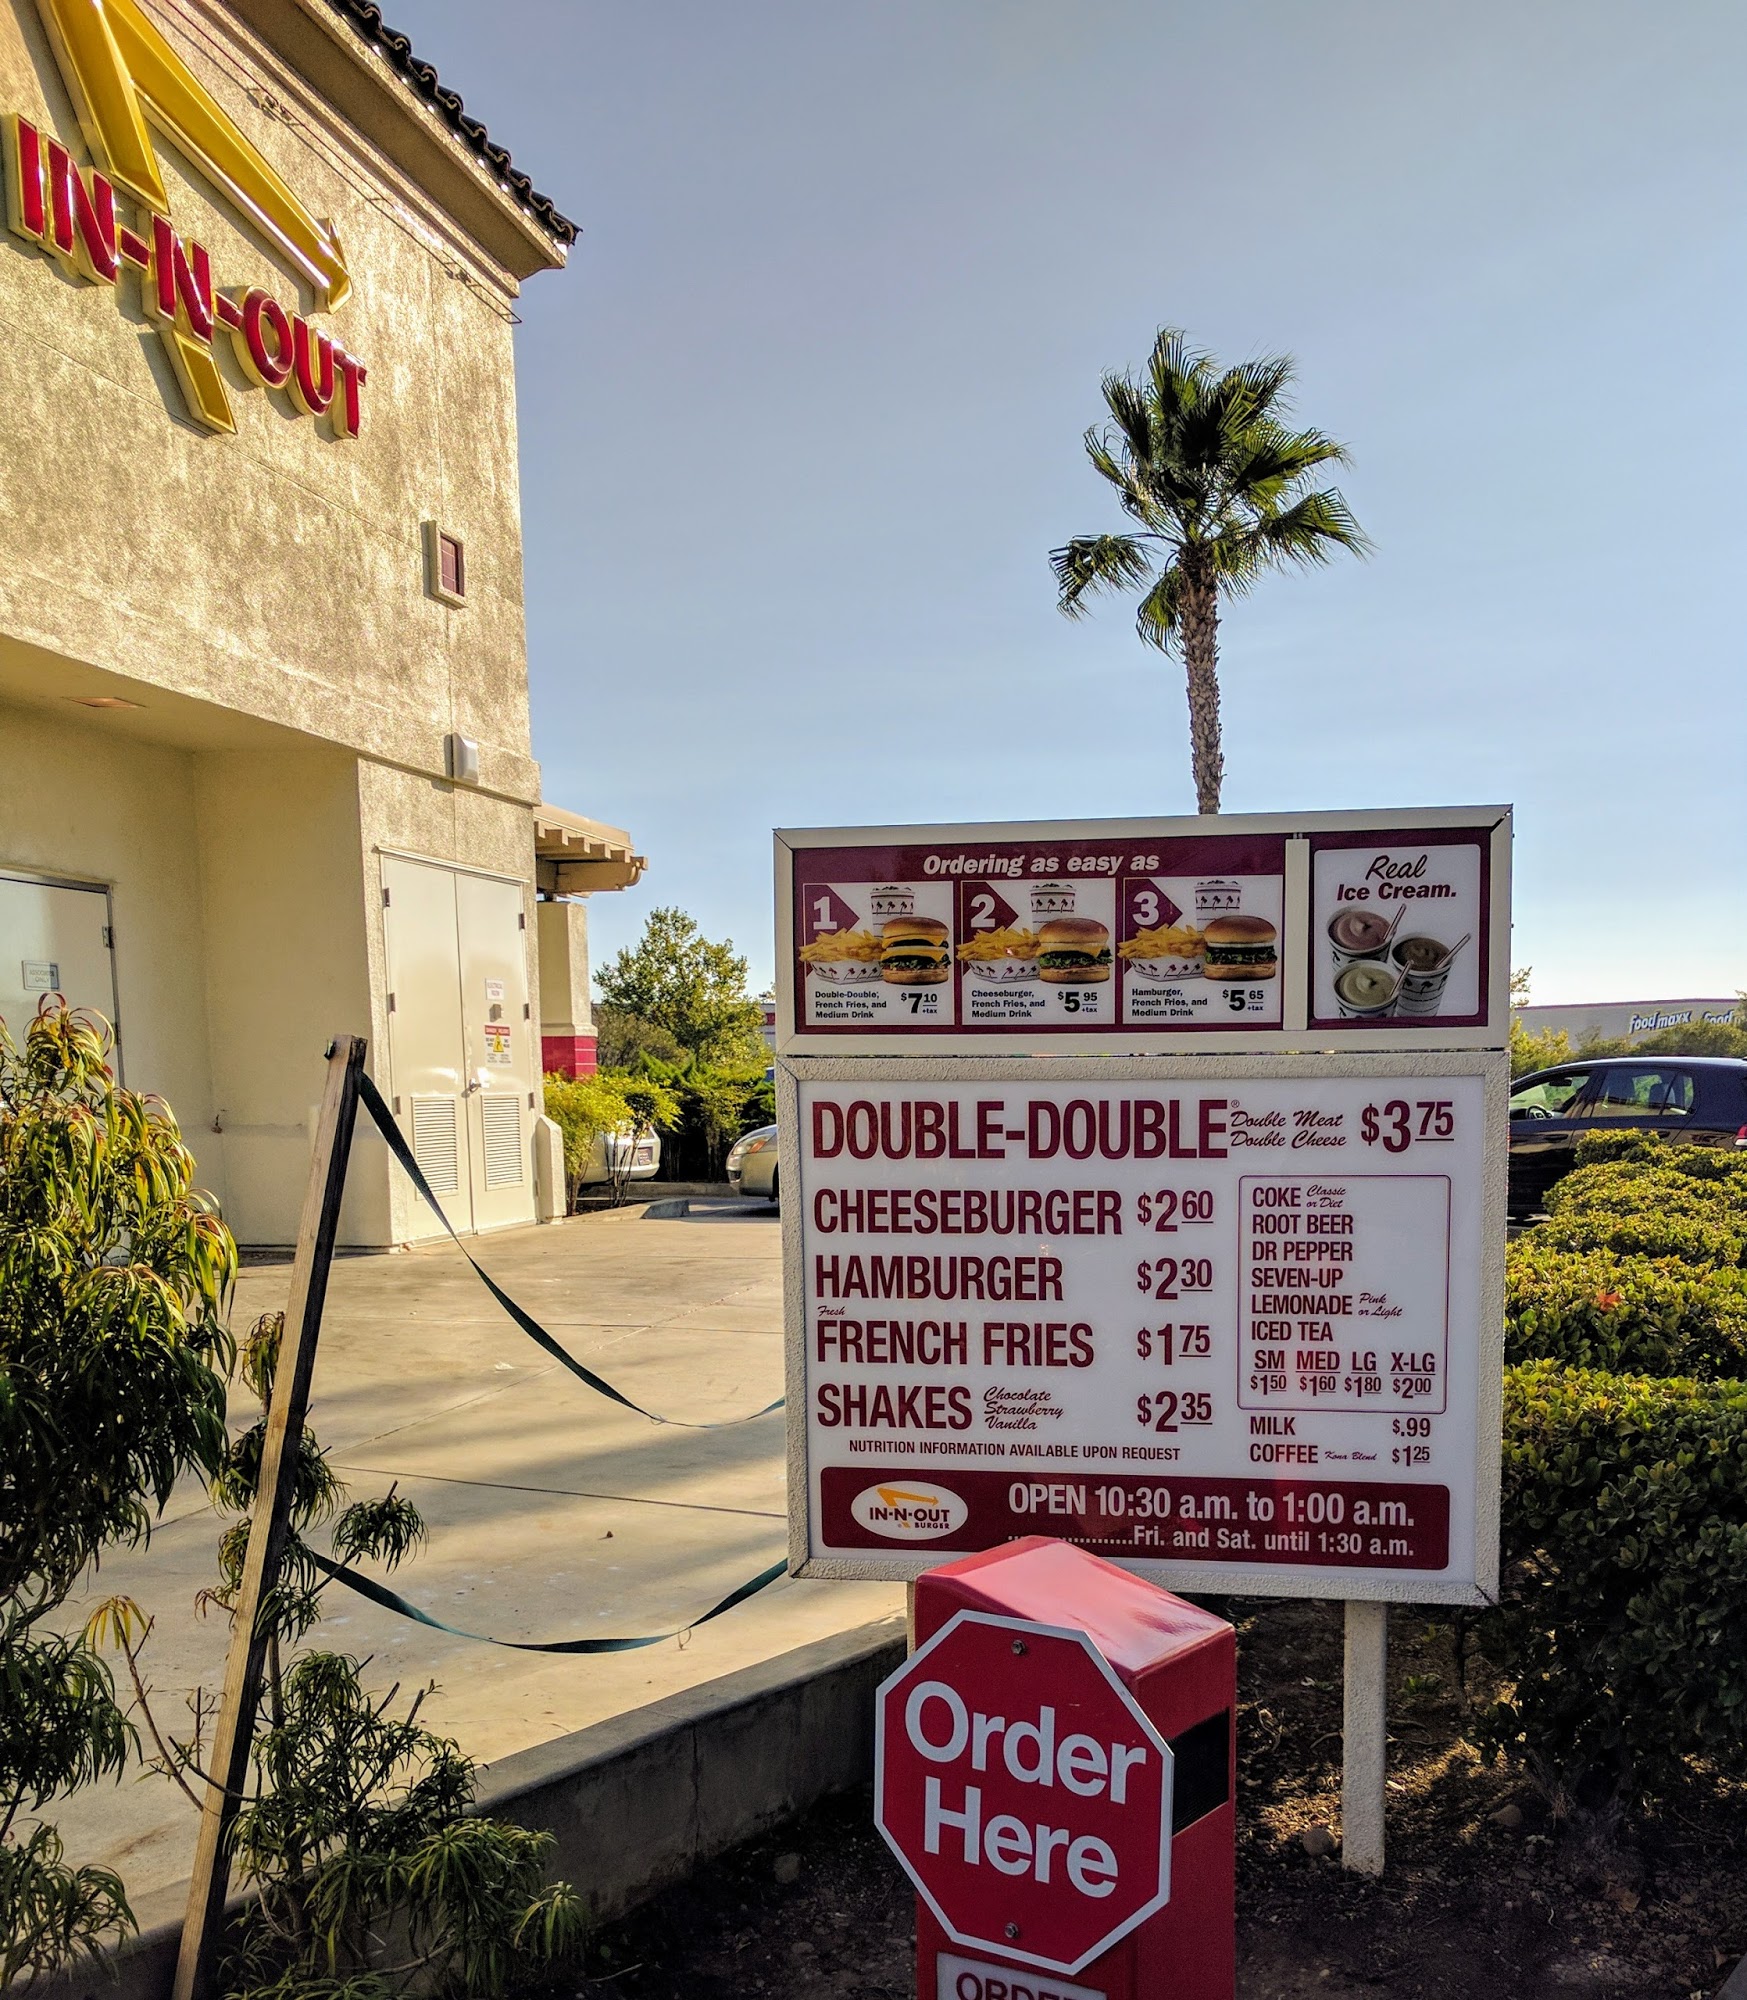 IN-N-OUT
Ordering as easy as
1
Double-Double,
French Fries, and
Medium Drink
$7 10
+tax
2
Cheeseburger,
French Fries, and
Medium Drink
$5 95
+tax
3
Hamburger,
French Fries, and
Medium Drink
$5 65
+tax
Real
Ice Cream.
food maxx food
DOUBLE-DOUBLE® Double Meat Double Cheese $3 75
CHEESEBURGER $2 60
HAMBURGER $2 30
Fresh
FRENCH FRIES $1 75
SHAKES Chocolate Strawberry Vanilla $2 35
NUTRITION INFORMATION AVAILABLE UPON REQUEST
COKE Classic or Diet
ROOT BEER
DR PEPPER
SEVEN-UP
LEMONADE Pink or Light
ICED TEA
SM MED LG X-LG
$1 50 $1 60 $1 80 $2 00
MILK $.99
COFFEE Kona Blend $1 25
IN-N-OUT
BURGER
OPEN 10:30 a.m. to 1:00 a.m.
.............Fri. and Sat. until 1:30 a.m.
Order
Here